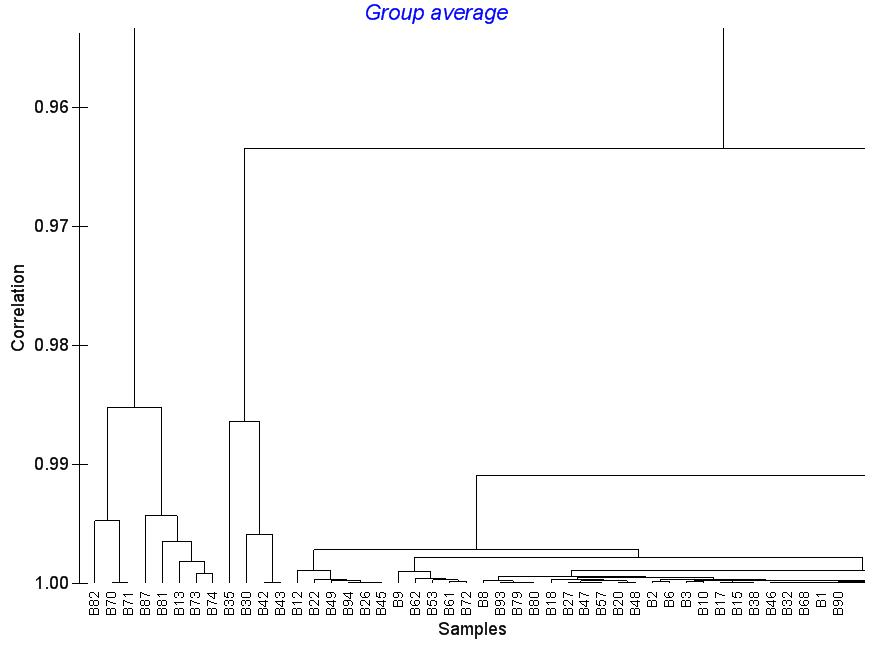 Group average
0.96
0.97
0.98
0.99
1.00
Correlation
B82
B70
B71
B87
B81
B13
B73
B74
B35
B30
B42
B43
B12
B22
B49
B94
B26
B45
B9
B62
B53
B61
B72
B8
B93
B79
B80
B18
B27
B47
B57
B20
B48
B2
B6
B3
B10
B17
B15
B38
B46
B32
B68
B1
B90
Samples